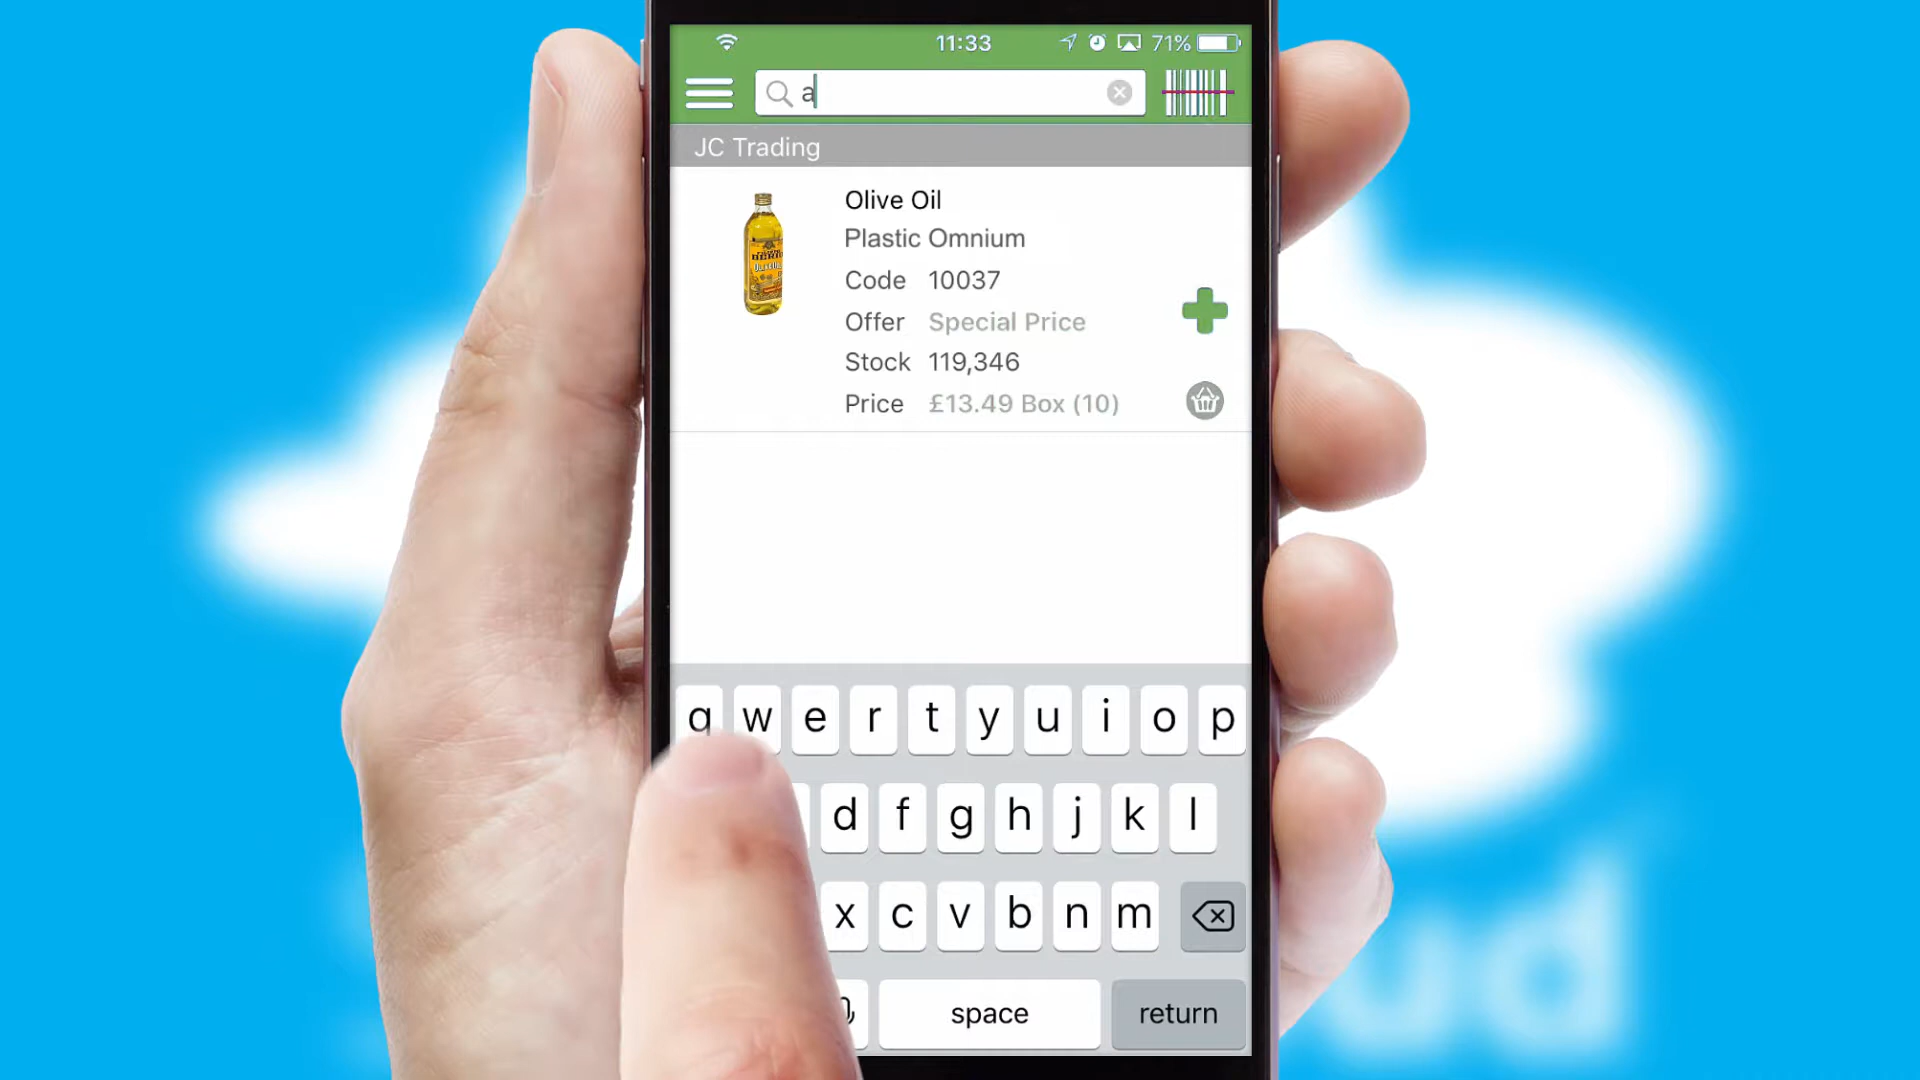 11:33
71%
a
JC Trading
Olive Oil
Plastic Omnium
Code 10037
Offer Special Price
Stock 119,346
Price £13.49 Box (10)
q w e r t y u i o p
d f g h j k l
x c v b n m
space return
ud